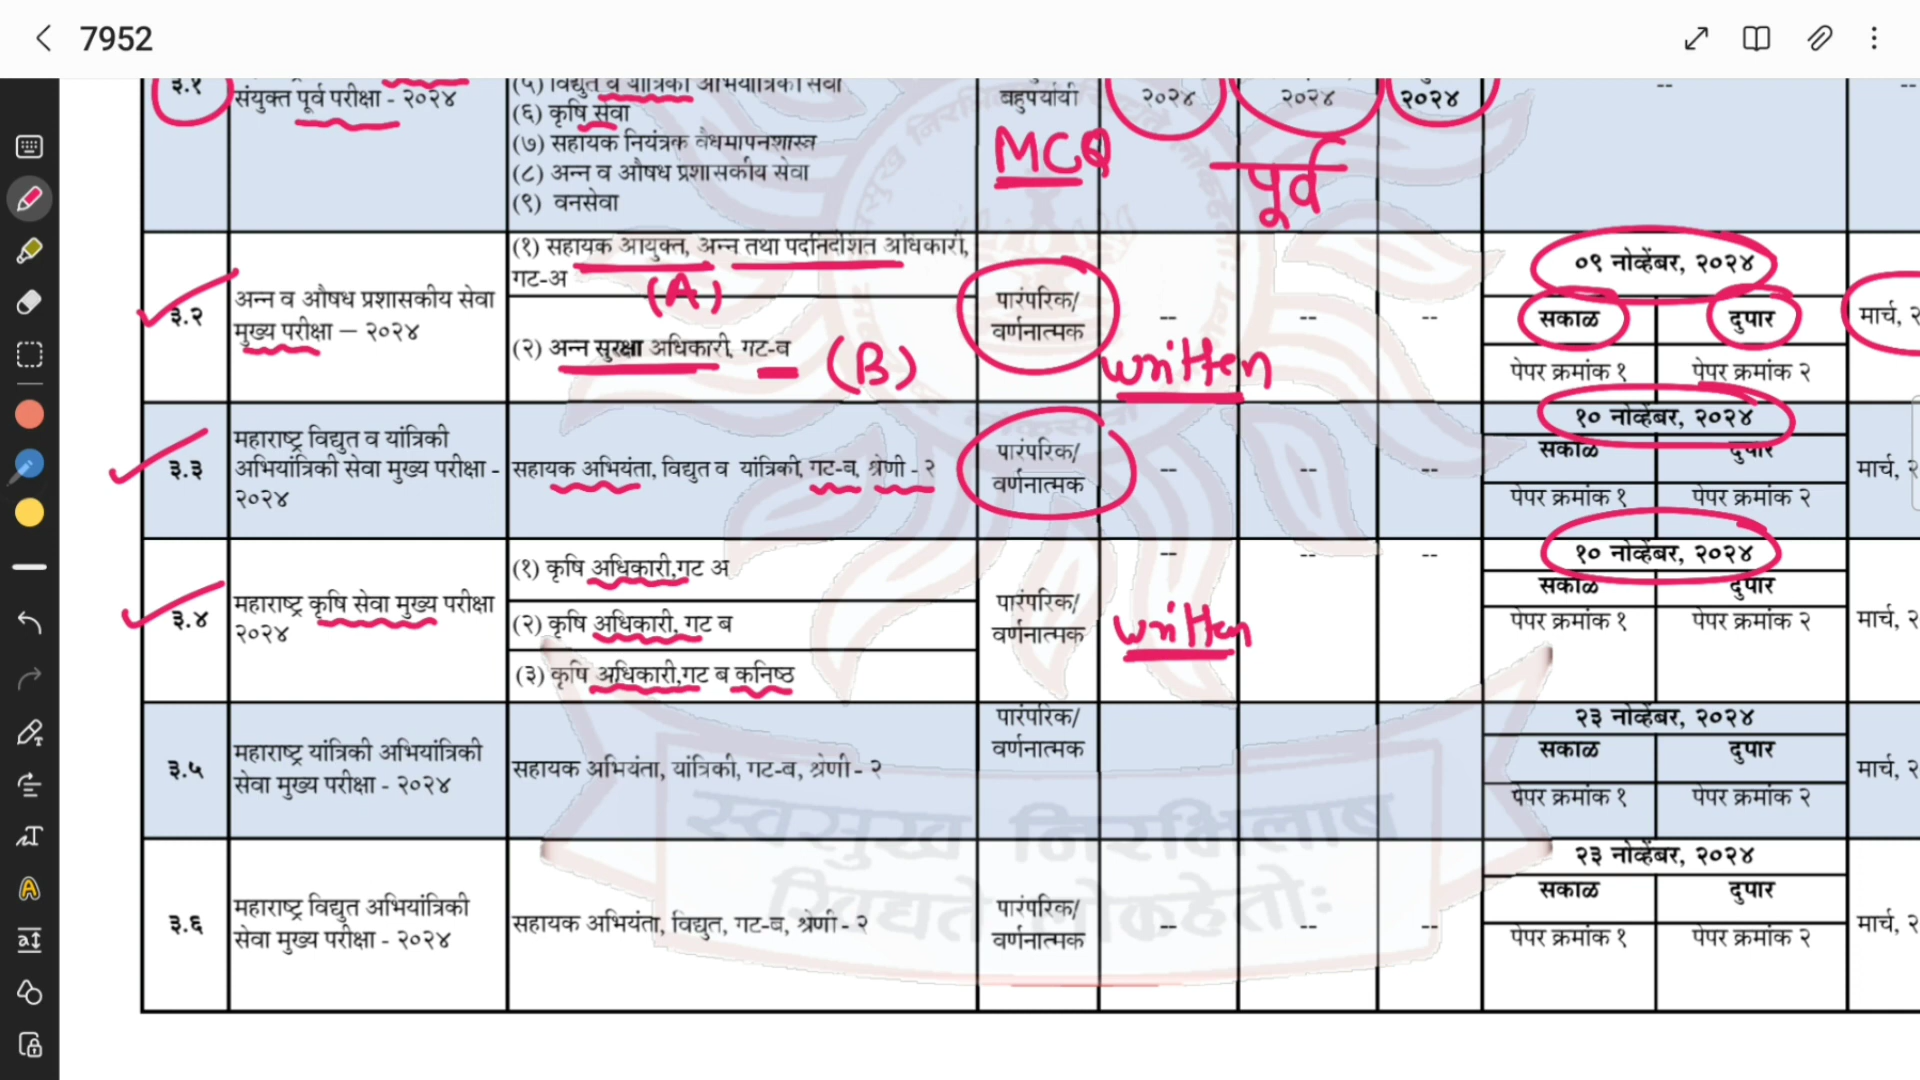 7952
३.१
संयुक्त पूर्व परीक्षा - २०२४
(५) विद्युत व यांत्रिकी अभियांत्रिकी सेवा
(६) कृषि सेवा
(७) सहायक नियंत्रक वैधमापनशास्त्र
(८) अन्न व औषध प्रशासकीय सेवा
(९) वनसेवा
बहुपर्यायी
MCQ
२०२४
२०२४
२०२४
पूर्व
--
--
३.२
अन्न व औषध प्रशासकीय सेवा
मुख्य परीक्षा – २०२४
(१) सहायक आयुक्त, अन्न तथा पदनिर्देशित अधिकारी,
गट-अ
(A)
(२) अन्न सुरक्षा अधिकारी, गट-ब (B)
पारंपरिक/
वर्णनात्मक
written
--
--
--
०९ नोव्हेंबर, २०२४
सकाळ दुपार
पेपर क्रमांक १ पेपर क्रमांक २
मार्च,
३.३
महाराष्ट्र विद्युत व यांत्रिकी
अभियांत्रिकी सेवा मुख्य परीक्षा -
२०२४
सहायक अभियंता, विद्युत व यांत्रिकी, गट-ब, श्रेणी - २
पारंपरिक/
वर्णनात्मक
--
--
--
१० नोव्हेंबर, २०२४
सकाळ दुपार
पेपर क्रमांक १ पेपर क्रमांक २
मार्च,
३.४
महाराष्ट्र कृषि सेवा मुख्य परीक्षा
२०२४
(१) कृषि अधिकारी,गट अ
(२) कृषि अधिकारी, गट ब
(३) कृषि अधिकारी,गट ब कनिष्ठ
पारंपरिक/
वर्णनात्मक
written
--
--
--
१० नोव्हेंबर, २०२४
सकाळ दुपार
पेपर क्रमांक १ पेपर क्रमांक २
मार्च,
३.५
महाराष्ट्र यांत्रिकी अभियांत्रिकी
सेवा मुख्य परीक्षा - २०२४
सहायक अभियंता, यांत्रिकी, गट-ब, श्रेणी - २
पारंपरिक/
वर्णनात्मक
२३ नोव्हेंबर, २०२४
सकाळ दुपार
पेपर क्रमांक १ पेपर क्रमांक २
मार्च,
३.६
महाराष्ट्र विद्युत अभियांत्रिकी
सेवा मुख्य परीक्षा - २०२४
सहायक अभियंता, विद्युत, गट-ब, श्रेणी - २
पारंपरिक/
वर्णनात्मक
--
--
--
२३ नोव्हेंबर, २०२४
सकाळ दुपार
पेपर क्रमांक १ पेपर क्रमांक २
मार्च,
स्वसुख निरभिलाष
खिद्यते लोकहेतोः